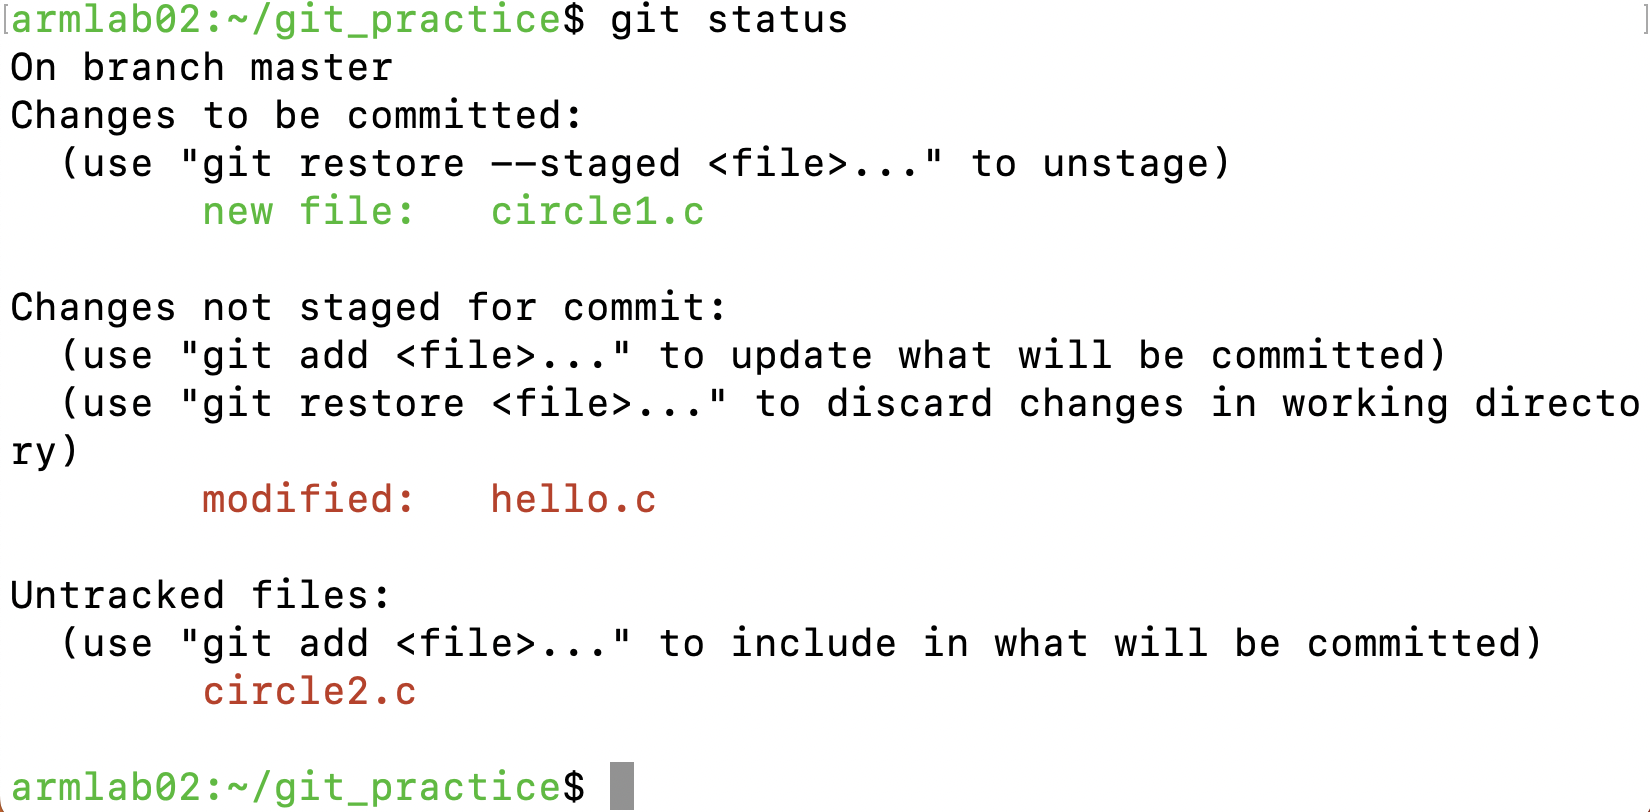 [armlab02:~/git_practice$ git status ]
On branch master
Changes to be committed:
  (use "git restore --staged <file>..." to unstage)
        new file:   circle1.c

Changes not staged for commit:
  (use "git add <file>..." to update what will be committed)
  (use "git restore <file>..." to discard changes in working directo
ry)
        modified:   hello.c

Untracked files:
  (use "git add <file>..." to include in what will be committed)
        circle2.c

armlab02:~/git_practice$